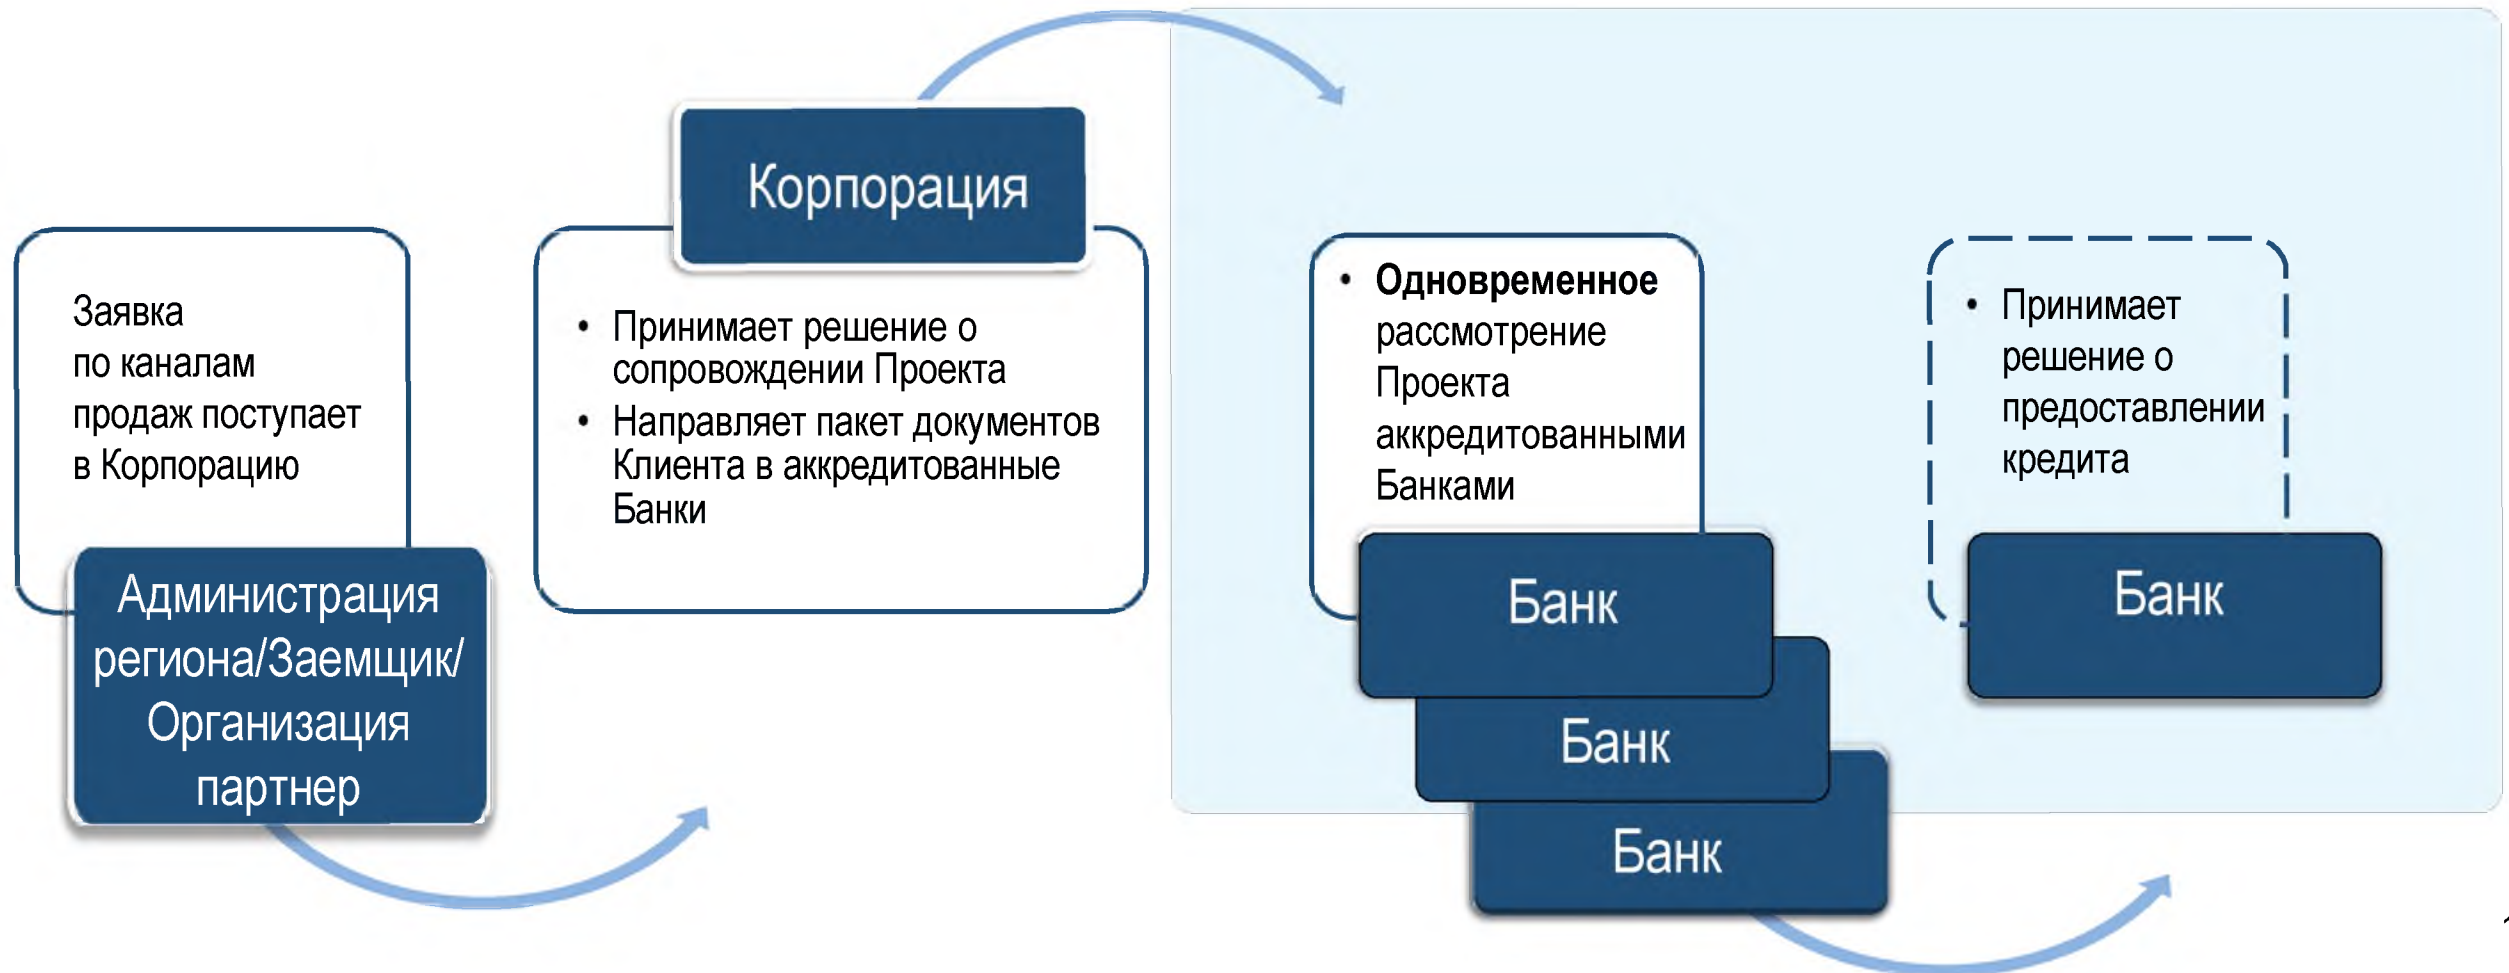 Заявка
по каналам
продаж поступает
в Корпорацию
Администрация
региона/Заемщик/
Организация
партнер
Корпорация
• Принимает решение о
сопровождении Проекта
• Направляет пакет документов
Клиента в аккредитованные
Банки
• Одновременное
рассмотрение
Проекта
аккредитованными
Банками
Банк
Банк
Банк
• Принимает
решение о
предоставлении
кредита
Банк